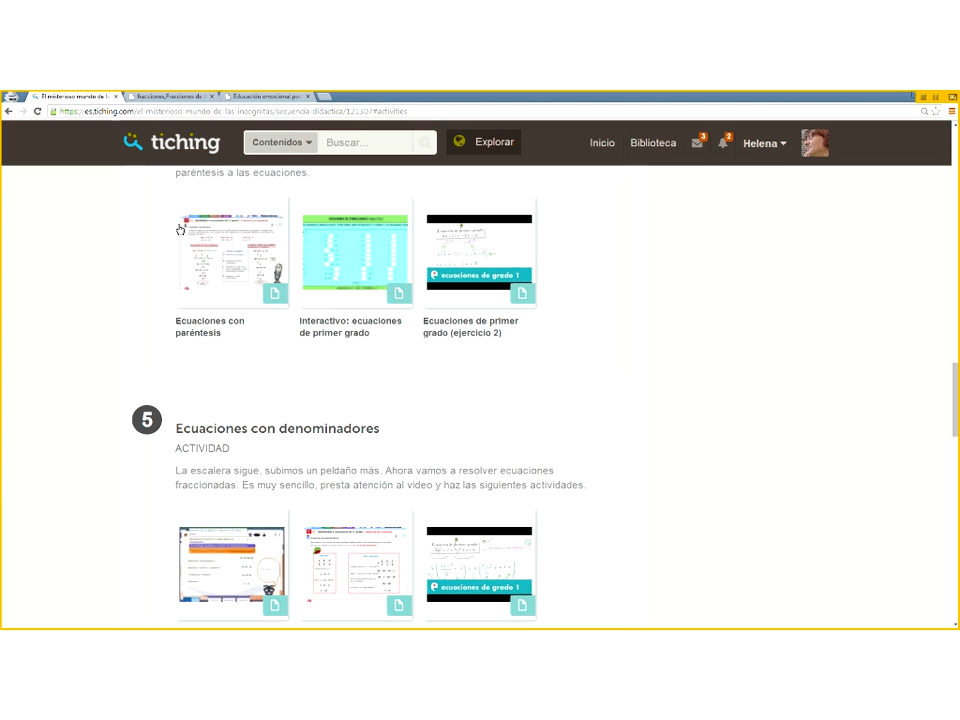 El misterioso mundo de l
fracciones,Fracciones de
Educación emocional par
https://es.tiching.com/el-misterioso-mundo-de-las-incognitas/secuencia-didactica/121307/#activities
tiching
Contenidos
Buscar...
Explorar
Inicio
Biblioteca
3
2
Helena
paréntesis a las ecuaciones.
ecuaciones de grado 1
Ecuaciones con
paréntesis
Interactivo: ecuaciones
de primer grado
Ecuaciones de primer
grado (ejercicio 2)
5
Ecuaciones con denominadores
ACTIVIDAD
La escalera sigue, subimos un peldaño más. Ahora vamos a resolver ecuaciones
fraccionadas. Es muy sencillo, presta atención al video y haz las siguientes actividades.
ecuaciones de grado 1